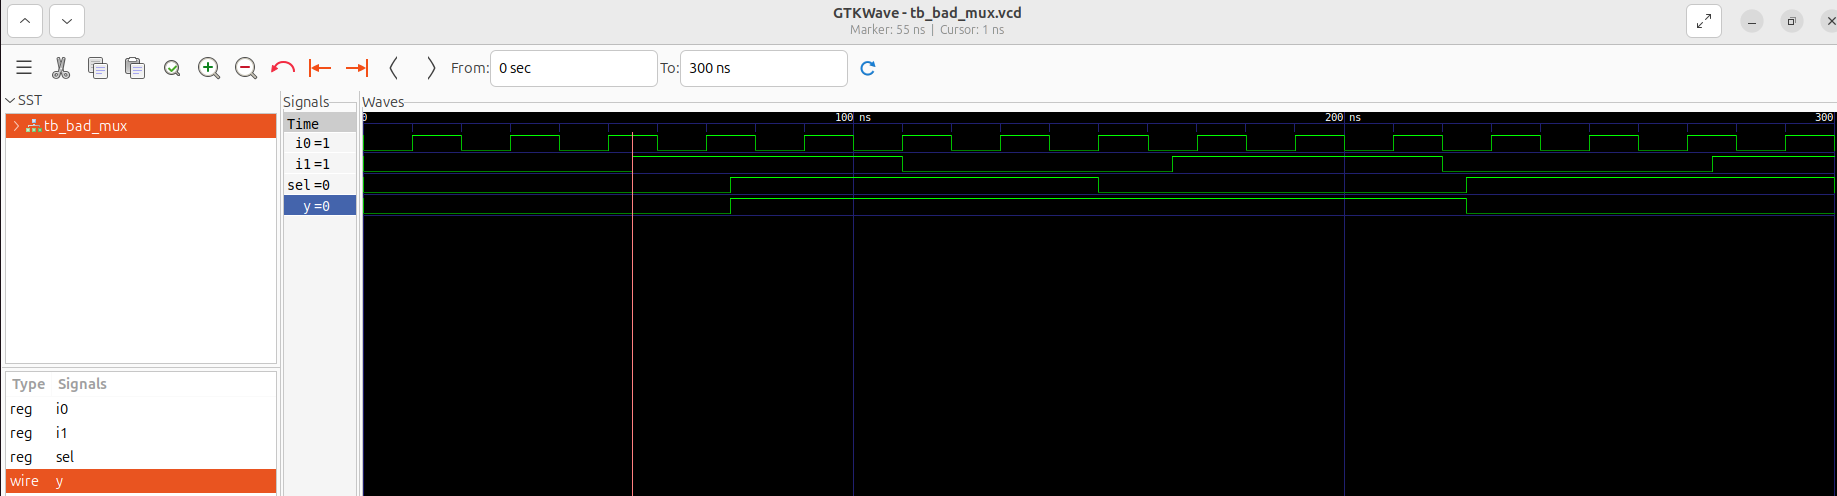 GTKWave - tb_bad_mux.vcd
Marker: 55 ns | Cursor: 1 ns
From: 0 sec To: 300 ns
SST
tb_bad_mux
Type Signals
reg i0
reg i1
reg sel
wire y
Signals
Time
i0=1
i1=1
sel=0
y=0
Waves
0 100 ns 200 ns 300